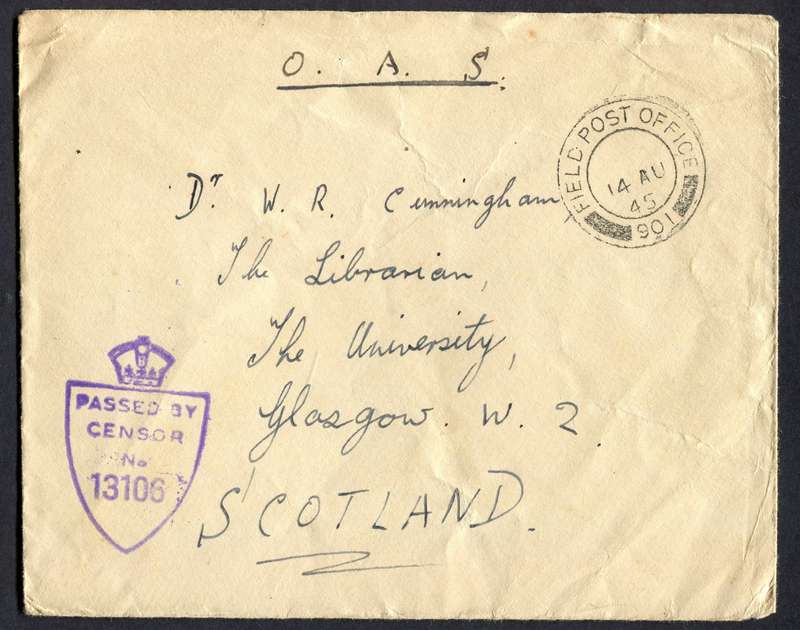 O. A. S.
FIELD POST OFFICE
14 AU
45
901
Dr W. R. Cunningham
The Librarian,
The University,
Glasgow. W. 2.
SCOTLAND.
PASSED BY
CENSOR
No
13106